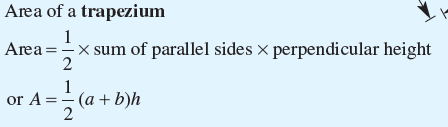 Area of a trapezium
Area = 1/2 × sum of parallel sides × perpendicular height
or A = 1/2 (a + b)h